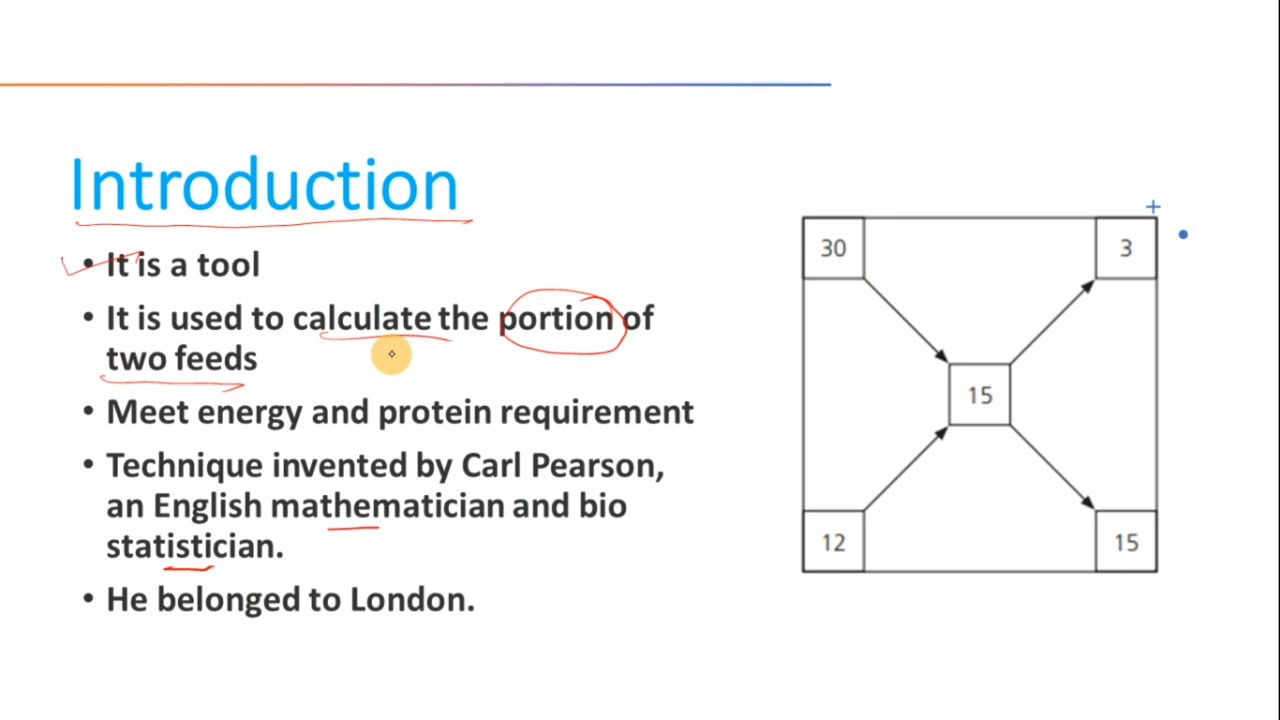 Introduction
• It is a tool
• It is used to calculate the portion of
two feeds
• Meet energy and protein requirement
• Technique invented by Carl Pearson,
an English mathematician and bio
statistician.
• He belonged to London.
30
3
15
12
15